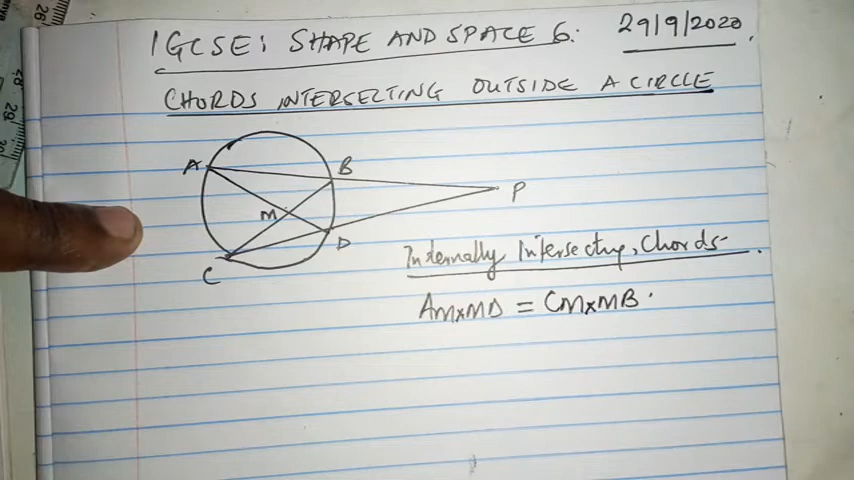 IGCSE: SHAPE AND SPACE 6. 29/9/2020
CHORDS INTERSECTING OUTSIDE A CIRCLE
A B
P
M
D
C
Internally Intersecting Chords-
AM×MD = CM×MB.